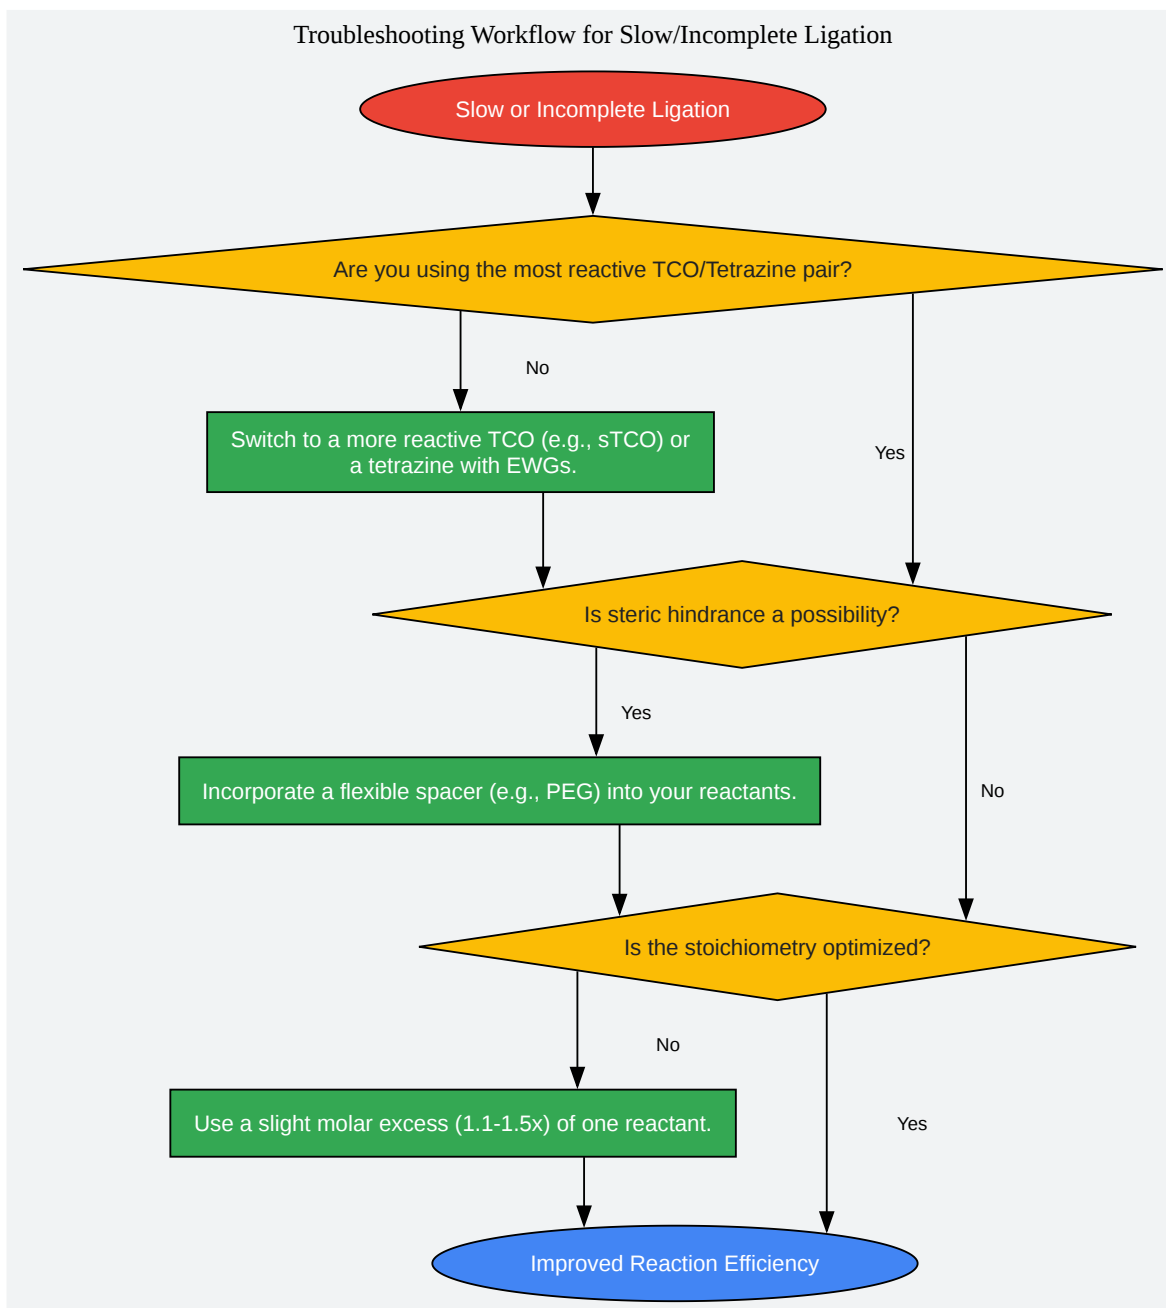 Troubleshooting Workflow for Slow/Incomplete Ligation
Slow or Incomplete Ligation
Are you using the most reactive TCO/Tetrazine pair?
No
Switch to a more reactive TCO (e.g., sTCO) or
a tetrazine with EWGs.
Yes
Is steric hindrance a possibility?
Yes
Incorporate a flexible spacer (e.g., PEG) into your reactants.
No
Is the stoichiometry optimized?
No
Use a slight molar excess (1.1-1.5x) of one reactant.
Yes
Improved Reaction Efficiency